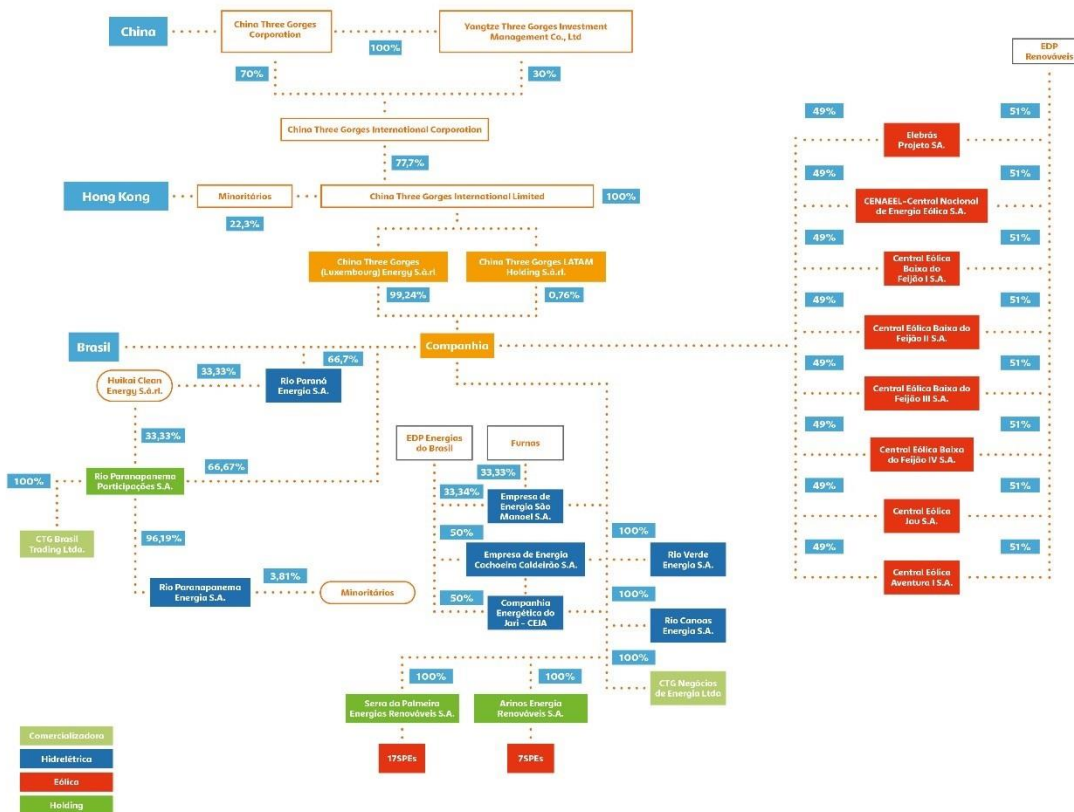 China
China Three Gorges
Corporation
100%
Yangtze Three Gorges Investment
Management Co., Ltd
70%
30%
China Three Gorges International Corporation
77,7%
Hong Kong
Minoritários
22,3%
China Three Gorges International Limited
100%
China Three Gorges
(Luxembourg) Energy S.à.rl.
China Three Gorges LATAM
Holding S.à.rl.
99,24%
0,76%
Brasil
Companhia
66,7%
Huikai Clean
Energy S.à.rl.
33,33%
Rio Paraná
Energia S.A.
33,33%
100%
Rio Paranapanema
Participações S.A.
66,67%
CTG Brasil
Trading Ltda.
96,19%
Rio Paranapanema
Energia S.A.
3,81%
Minoritários
EDP Energias
do Brasil
Furnas
33,33%
33,34%
Empresa de
Energia São
Manoel S.A.
50%
Empresa de Energia
Cachoeira Caldeirão S.A.
50%
Companhia
Energética do
Jari - CEJA
100%
Rio Verde
Energia S.A.
100%
Rio Canoas
Energia S.A.
100%
CTG Negócios
de Energia Ltda
100%
Serra da Palmeira
Energias Renováveis S.A.
17SPEs
100%
Arinos Energia
Renováveis S.A.
7SPEs
EDP
Renováveis
49%
51%
Elebrás
Projeto SA.
49%
51%
CENAEEL-Central Nacional
de Energia Eólica S.A.
49%
51%
Central Eólica
Baixa do
Feijão I S.A.
49%
51%
Central Eólica Baixa do
Feijão II S.A.
49%
51%
Central Eólica Baixa do
Feijão III S.A.
49%
51%
Central Eólica Baixa
do Feijão IV S.A.
49%
51%
Central Eólica
Jau S.A.
49%
51%
Central Eólica
Aventura I S.A.
Comercializadora
Hidrelétrica
Eólica
Holding